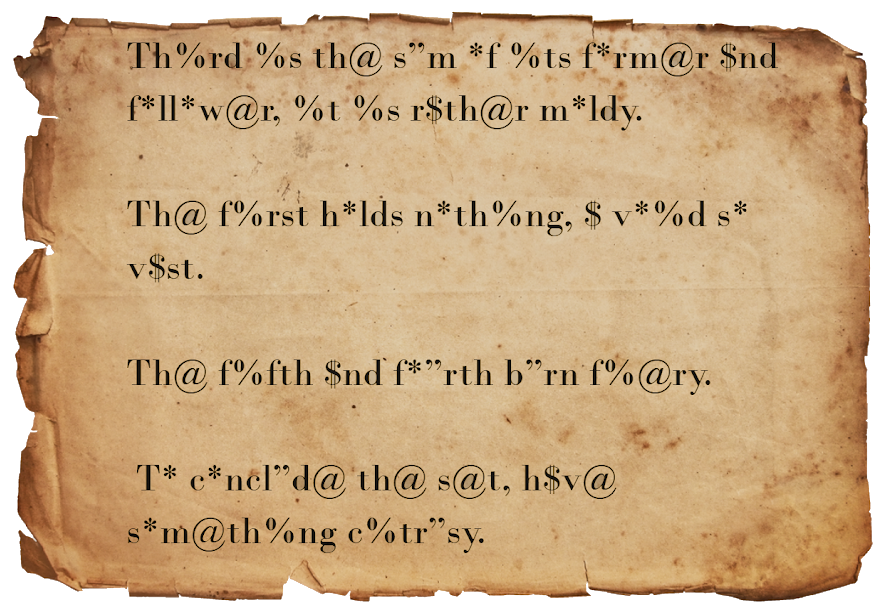 Th%rd %s th@ s”m *f %ts f*rm@r $nd
f*ll*w@r, %t %s r$th@r m*ldy.
Th@ f%rst h*lds n*th%ng, $ v*%d s*
v$st.
Th@ f%fth $nd f*”rth b”rn f%@ry.
T* c*ncl”d@ th@ s@t, h$v@
s*m@th%ng c%tr”sy.